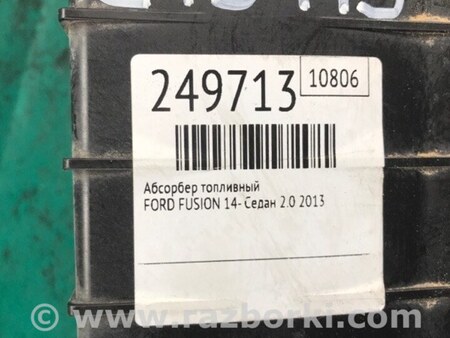 249713
10806
Абсорбер топливный
FORD FUSION 14- Седан 2.0 2013
© www.razborki.com